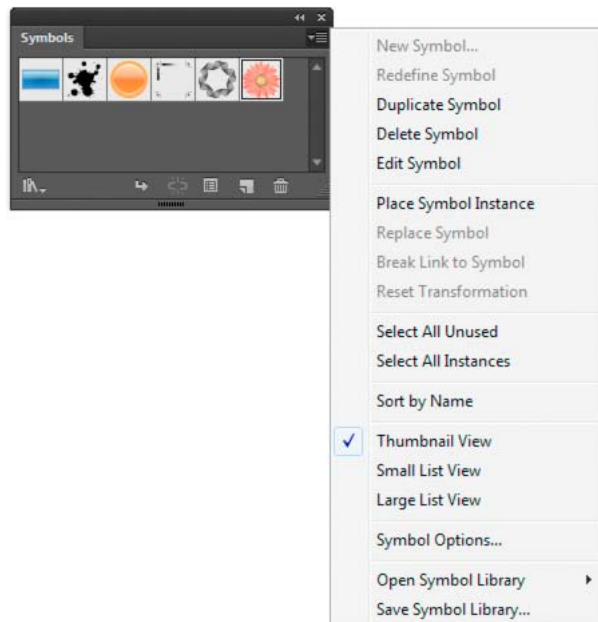 Symbols
New Symbol...
Redefine Symbol
Duplicate Symbol
Delete Symbol
Edit Symbol
Place Symbol Instance
Replace Symbol
Break Link to Symbol
Reset Transformation
Select All Unused
Select All Instances
Sort by Name
Thumbnail View
Small List View
Large List View
Symbol Options...
Open Symbol Library
Save Symbol Library...